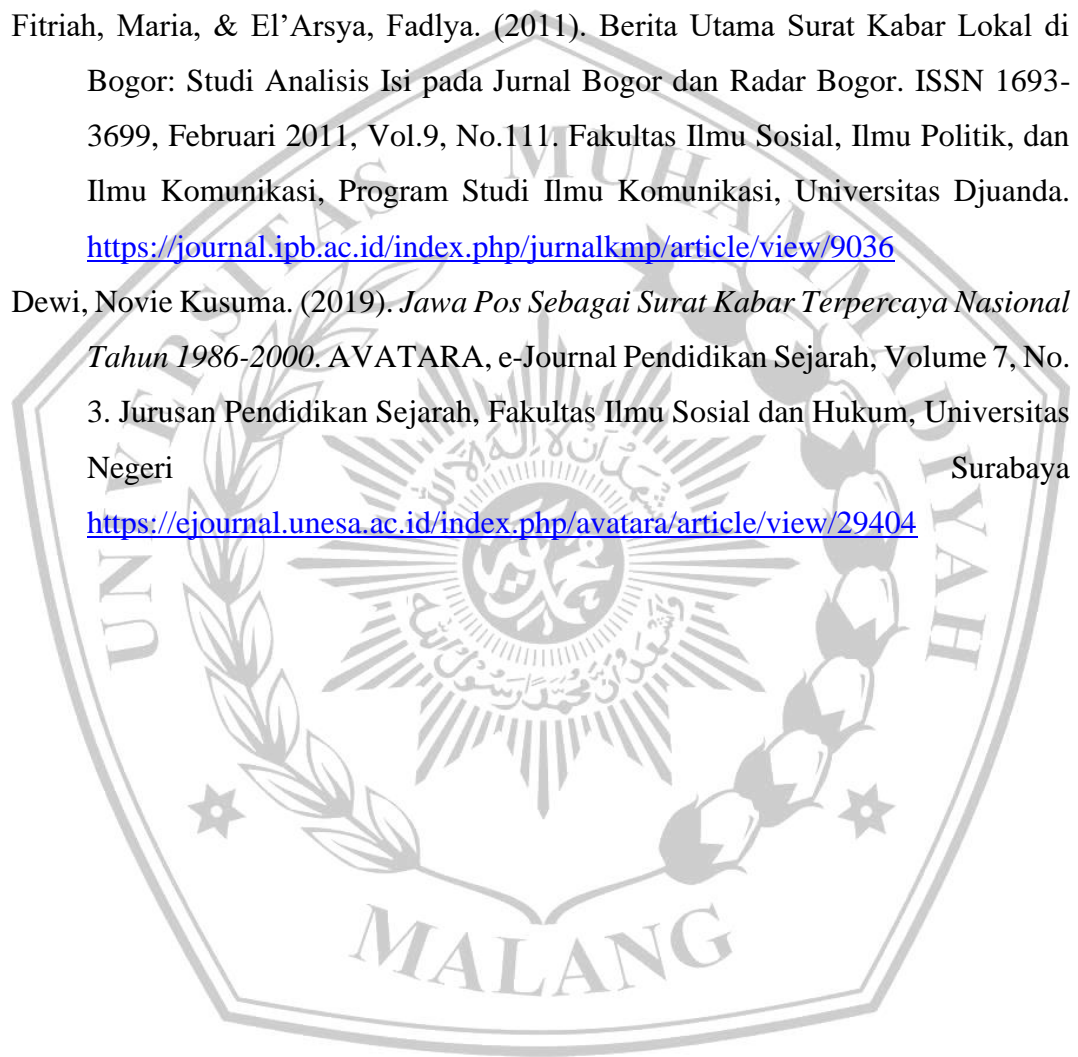 Fitriah, Maria, & El’Arsya, Fadlya. (2011). Berita Utama Surat Kabar Lokal di
Bogor: Studi Analisis Isi pada Jurnal Bogor dan Radar Bogor. ISSN 1693-
3699, Februari 2011, Vol.9, No.111. Fakultas Ilmu Sosial, Ilmu Politik, dan
Ilmu Komunikasi, Program Studi Ilmu Komunikasi, Universitas Djuanda.
https://journal.ipb.ac.id/index.php/jurnalkmp/article/view/9036
Dewi, Novie Kusuma. (2019). Jawa Pos Sebagai Surat Kabar Terpercaya Nasional
Tahun 1986-2000. AVATARA, e-Journal Pendidikan Sejarah, Volume 7, No.
3. Jurusan Pendidikan Sejarah, Fakultas Ilmu Sosial dan Hukum, Universitas
Negeri Surabaya
https://ejournal.unesa.ac.id/index.php/avatara/article/view/29404
UNIVERSITAS MUHAMMADIYAH
MALANG